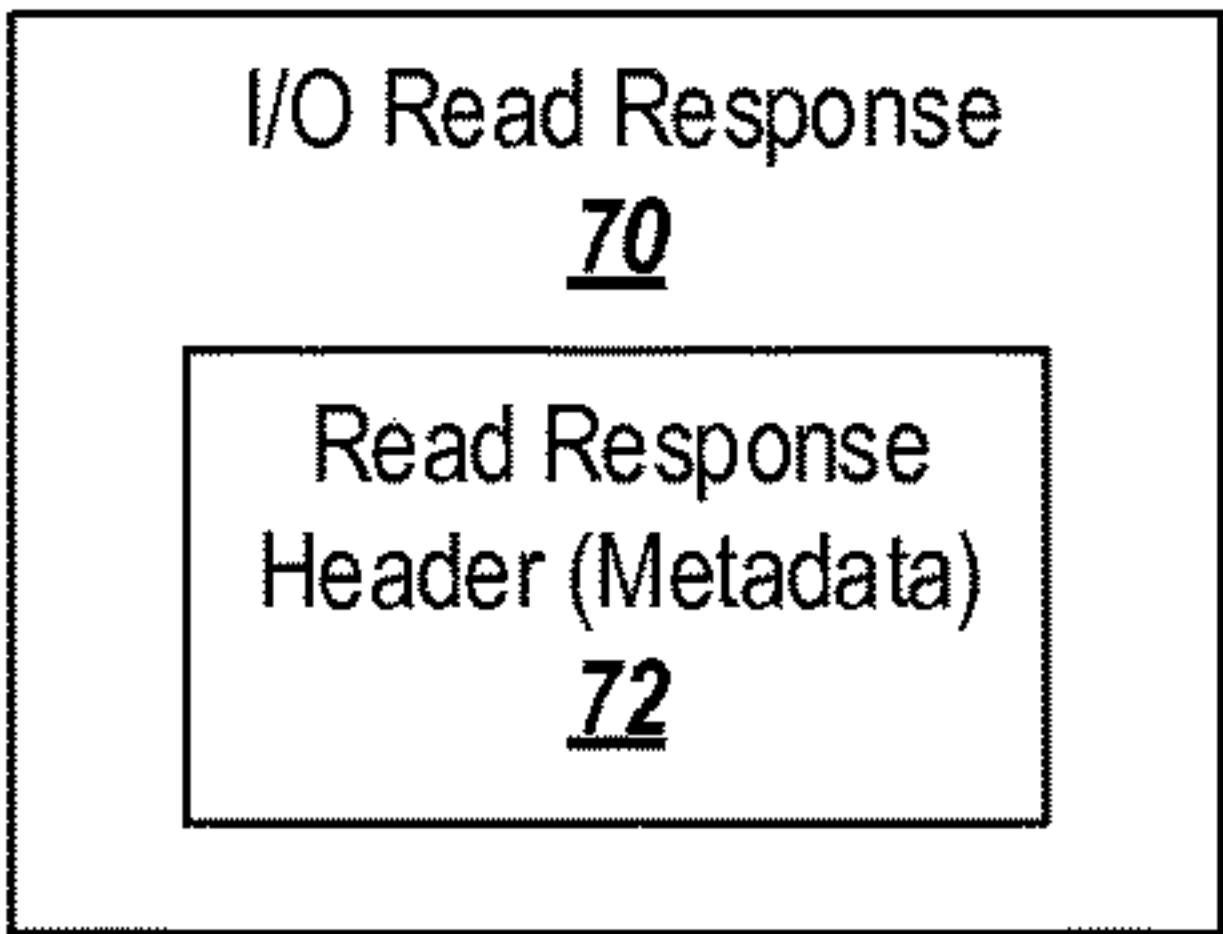 I/O Read Response
70
Read Response
Header (Metadata)
72